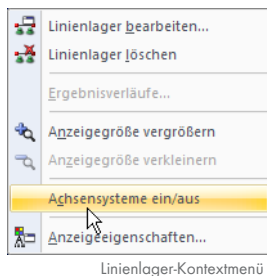 Linienlager bearbeiten...
Linienlager löschen
Ergebnisverläufe...
Anzeigegröße vergrößern
Anzeigegröße verkleinern
Achsensysteme ein/aus
Anzeigeeigenschaften...
Linienlager-Kontextmenü